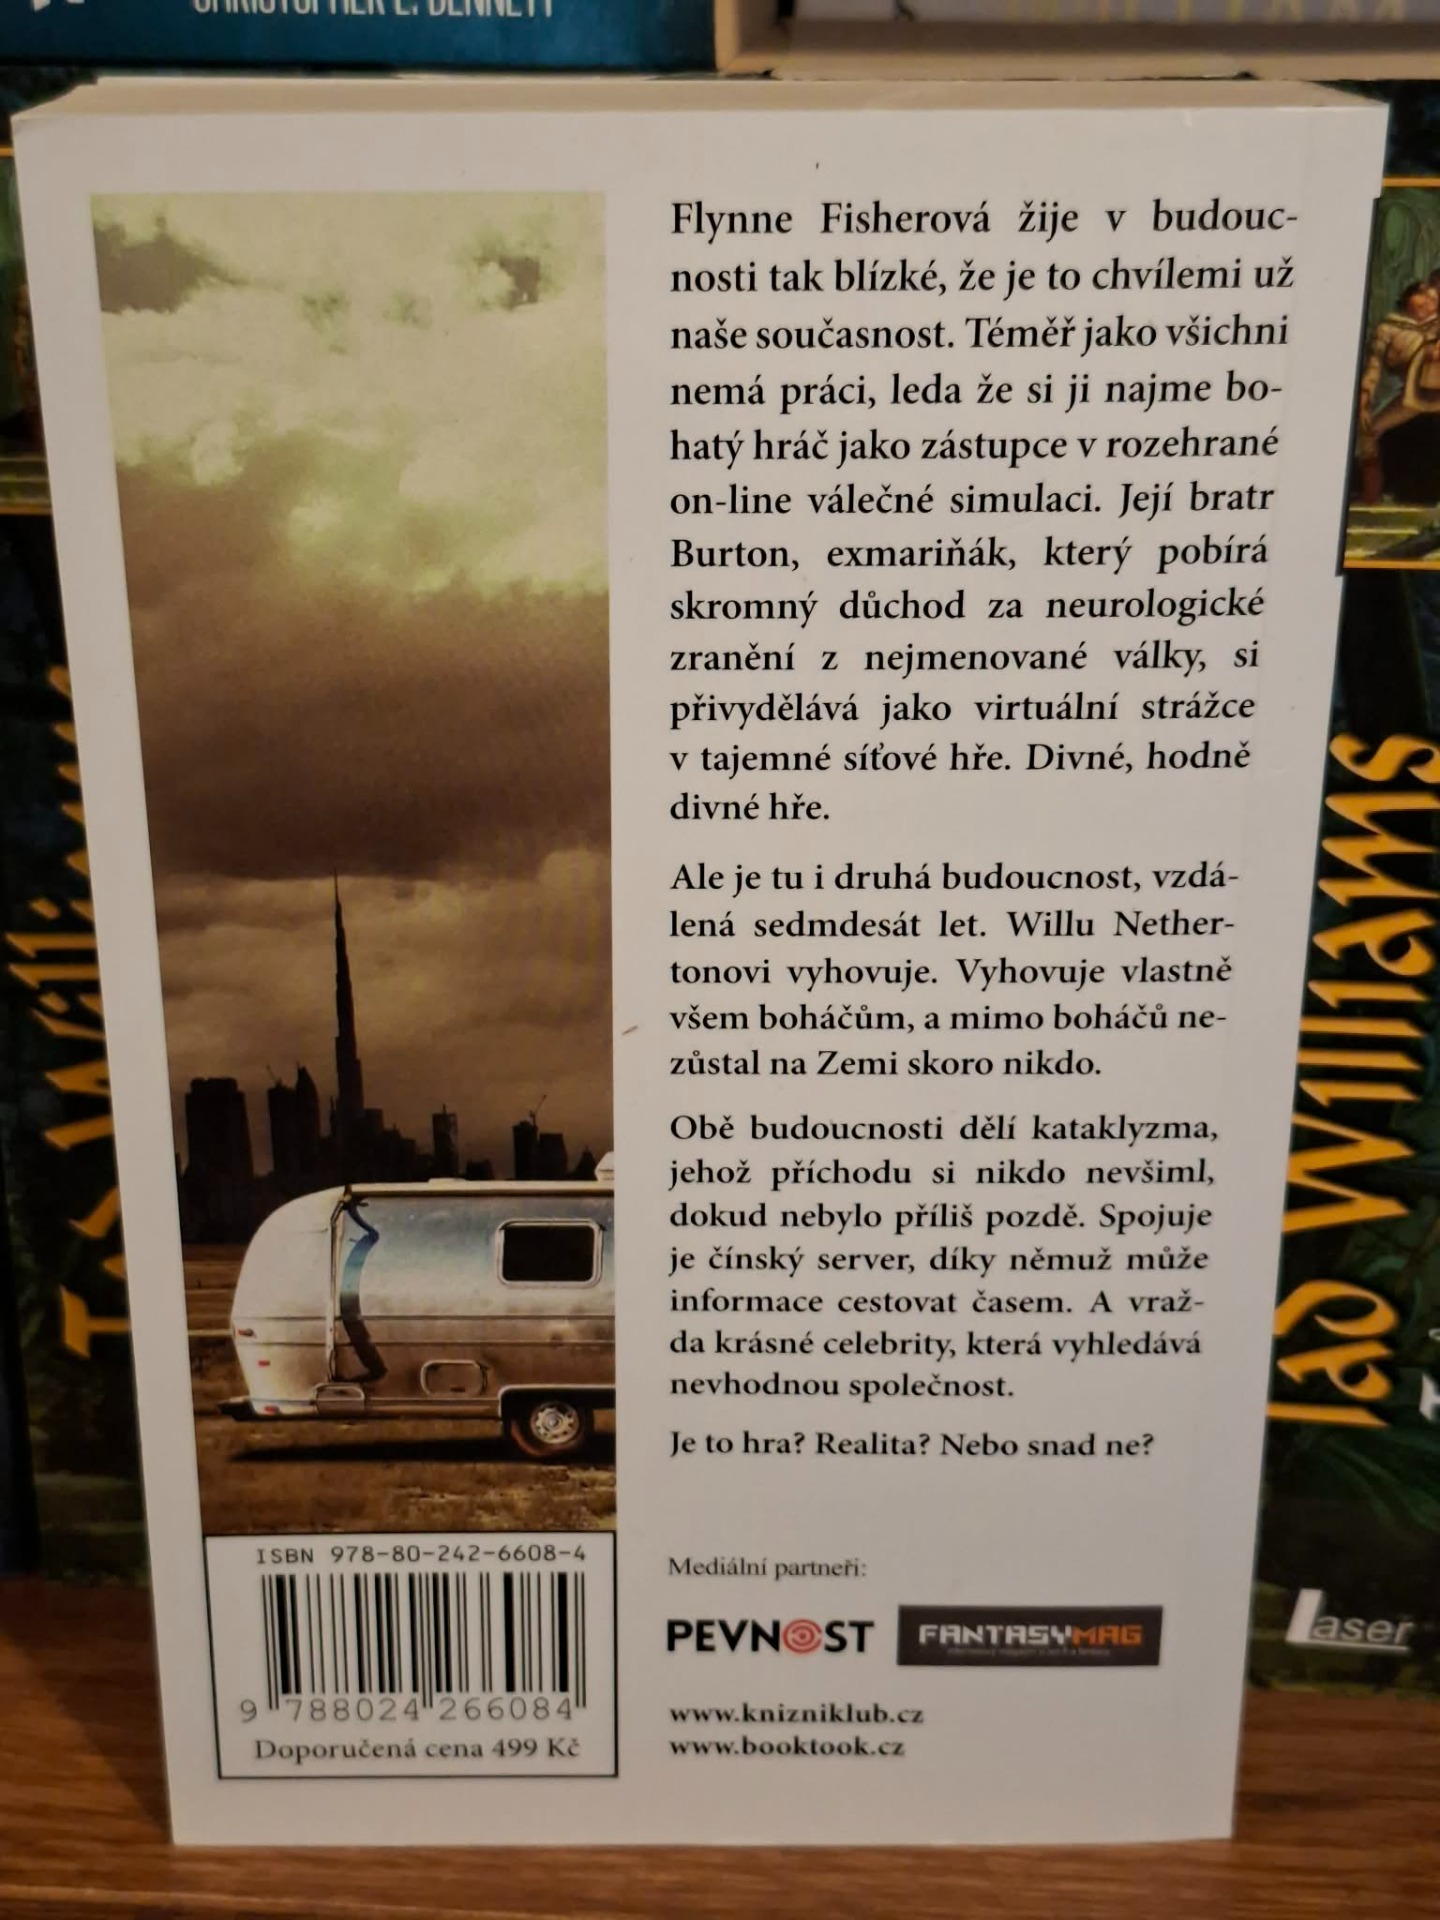 CHRISTOPHER L. BENNETT
Flynne Fisherová žije v budouc-
nosti tak blízké, že je to chvílemi už
naše současnost. Téměř jako všichni
nemá práci, leda že si ji najme bo-
hatý hráč jako zástupce v rozehrané
on-line válečné simulaci. Její bratr
Burton, exmariňák, který pobírá
skromný důchod za neurologické
zranění z nejmenované války, si
přivydělává jako virtuální strážce
v tajemné síťové hře. Divné, hodně
divné hře.
Ale je tu i druhá budoucnost, vzdá-
lená sedmdesát let. Willu Nether-
tonovi vyhovuje. Vyhovuje vlastně
všem boháčům, a mimo boháčů ne-
zůstal na Zemi skoro nikdo.
Obě budoucnosti dělí kataklyzma,
jehož příchodu si nikdo nevšiml,
dokud nebylo příliš pozdě. Spojuje
je čínský server, díky němuž může
informace cestovat časem. A vraž-
da krásné celebrity, která vyhledává
nevhodnou společnost.
Je to hra? Realita? Nebo snad ne?
ISBN 978-80-242-6608-4
9 788024 266084
Doporučená cena 499 Kč
Mediální partneři:
PEVNOST
FANTASYMAG
www.knizniklub.cz
www.booktook.cz
Williams
Tad Williams
Laser